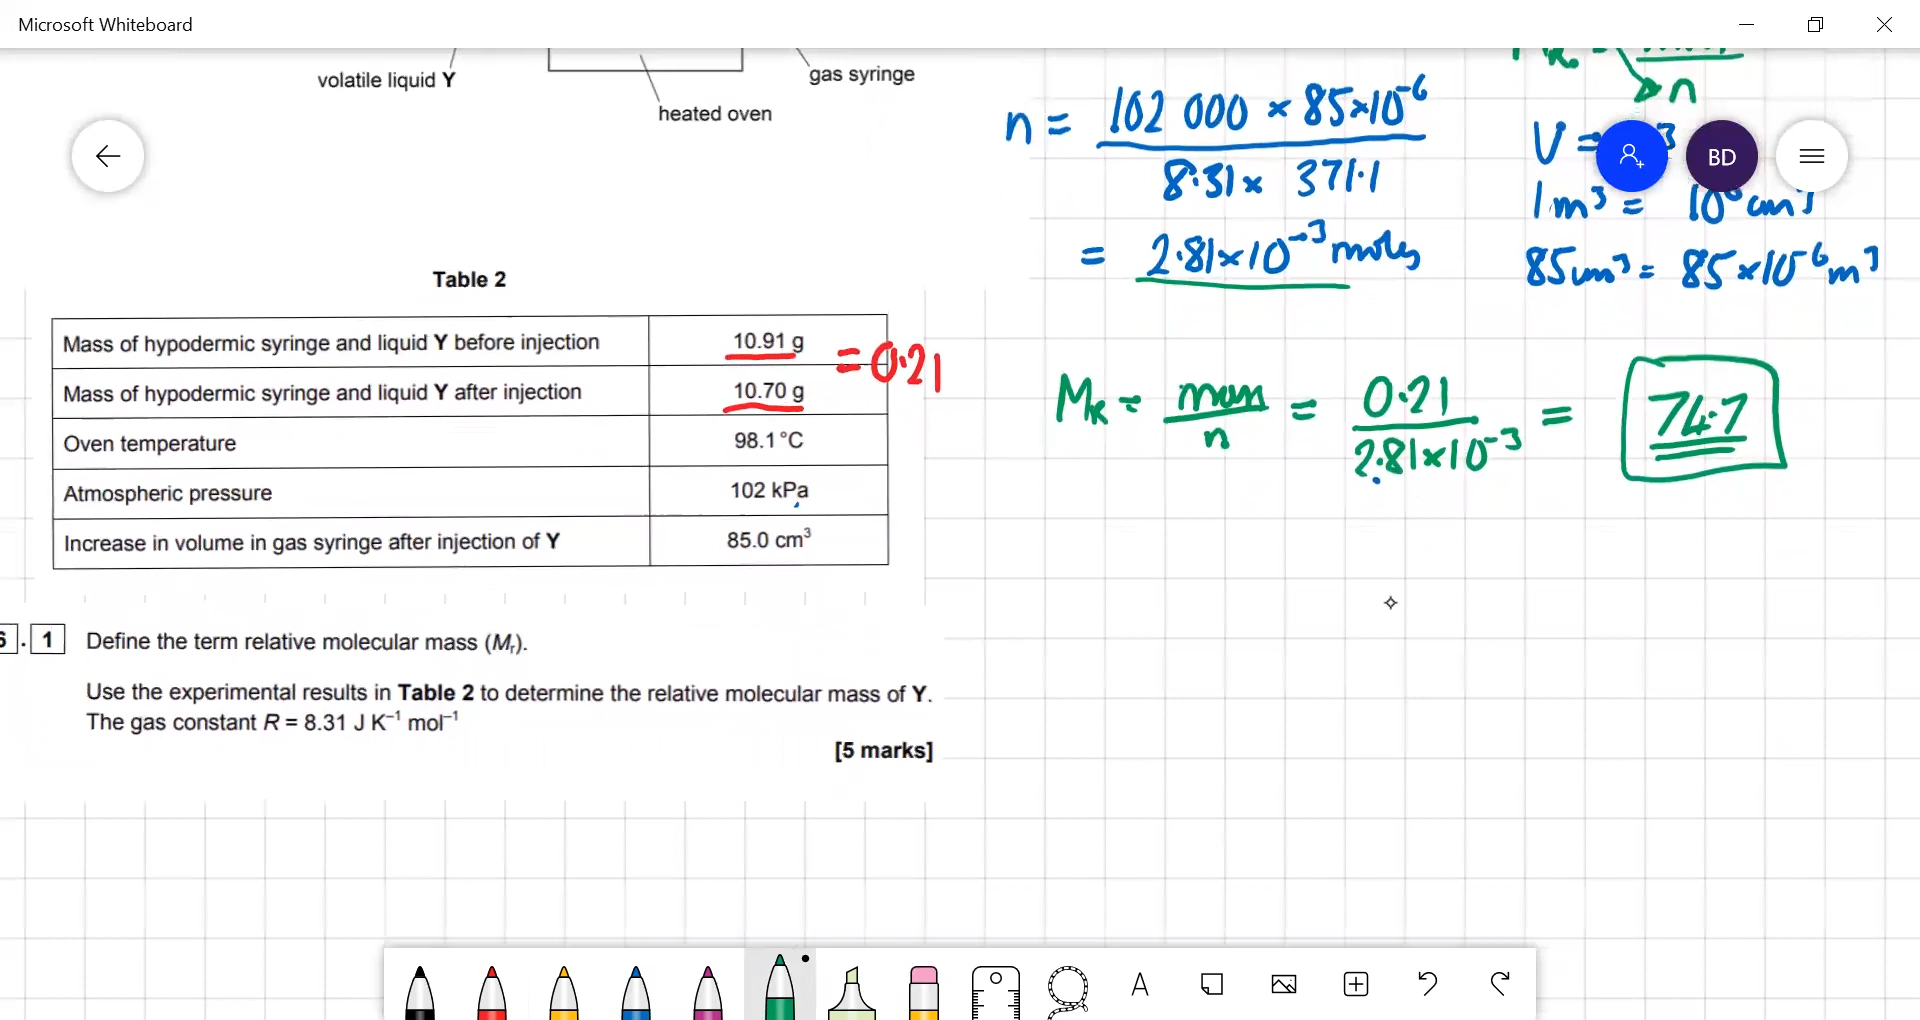 Microsoft Whiteboard
volatile liquid Y
gas syringe
heated oven
Table 2
Mass of hypodermic syringe and liquid Y before injection 10.91 g
Mass of hypodermic syringe and liquid Y after injection 10.70 g
= 0.21
Oven temperature 98.1 °C
Atmospheric pressure 102 kPa
Increase in volume in gas syringe after injection of Y 85.0 cm³
6.1 Define the term relative molecular mass (Mr).
Use the experimental results in Table 2 to determine the relative molecular mass of Y.
The gas constant R = 8.31 J K⁻¹ mol⁻¹
[5 marks]
n
n = 102 000 × 85×10⁻⁶
8.31 × 371.1
= 2.81×10⁻³ moles
V =
BD
1m³ = 10⁶ cm³
85cm³ = 85×10⁻⁶ m³
MR = mass / n = 0.21 / 2.81×10⁻³ = 74.7
A